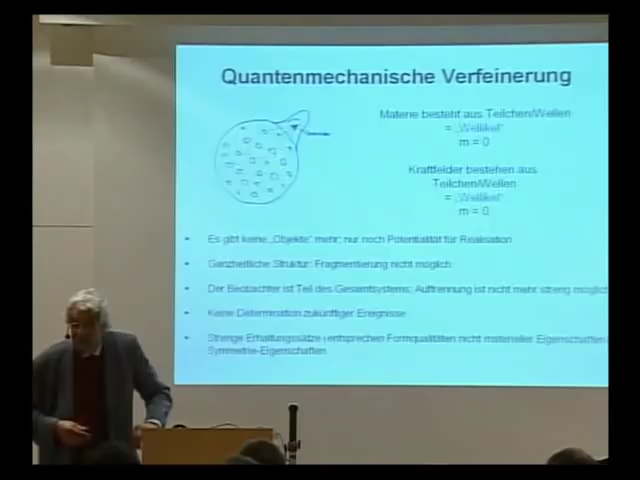 Quantenmechanische Verfeinerung
Materie besteht aus Teilchen/Wellen
= „Wellikel“
m = 0
Kraftfelder bestehen aus
Teilchen/Wellen
= „Wellikel“
m = 0
• Es gibt keine „Objekte“ mehr; nur noch Potentialität für Realisation
• Ganzheitliche Struktur: Fragmentierung nicht möglich
• Der Beobachter ist Teil des Gesamtsystems; Auftrennung ist nicht mehr streng möglich
• Keine Determination zukünftiger Ereignisse
• Strenge Erhaltungssätze entsprechen Formqualitäten nicht materieller Eigenschaften
Symmetrie-Eigenschaften